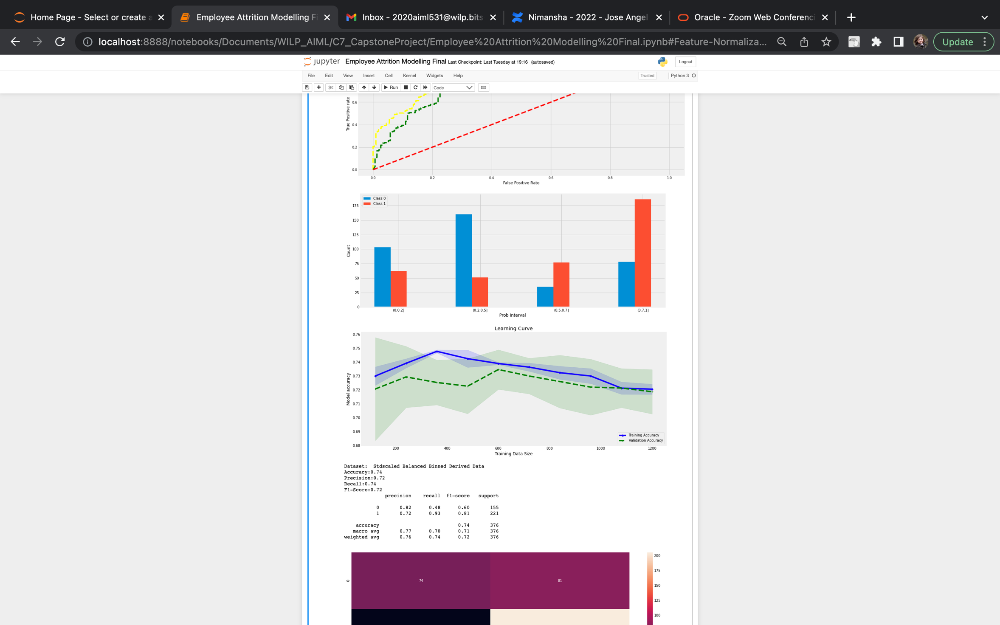 Home Page - Select or create a
Employee Attrition Modelling Fi
Inbox - 2020aiml531@wilp.bits
Nimansha - 2022 - Jose Angel
Oracle - Zoom Web Conferenci
localhost:8888/notebooks/Documents/WILP_AIML/C7_CapstoneProject/Employee%20Attrition%20Modelling%20Final.ipynb#Feature-Normaliza...
Update
jupyter Employee Attrition Modelling Final Last Checkpoint: Last Tuesday at 19:16 (autosaved)
Logout
File Edit View Insert Cell Kernel Widgets Help
Trusted Python 3
Run Code
True Positive rate
0.6
0.4
0.2
0.0
0.0 0.2 0.4 0.6 0.8 1.0
False Positive Rate
Class 0
Class 1
Count
175
150
125
100
75
50
25
0
(0,0.2] (0.2,0.5] (0.5,0.7] (0.7,1]
Prob Interval
Learning Curve
Model accuracy
0.76
0.75
0.74
0.73
0.72
0.71
0.70
0.69
0.68
Training Accuracy
Validation Accuracy
200 400 600 800 1000 1200
Training Data Size
Dataset: Stdscaled Balanced Binned Derived Data
Accuracy:0.74
Precision:0.72
Recall:0.74
F1-Score:0.72
precision recall f1-score support
0 0.82 0.48 0.60 155
1 0.72 0.93 0.81 221
accuracy 0.74 376
macro avg 0.77 0.70 0.71 376
weighted avg 0.76 0.74 0.72 376
0 74 81
200
175
150
125
100